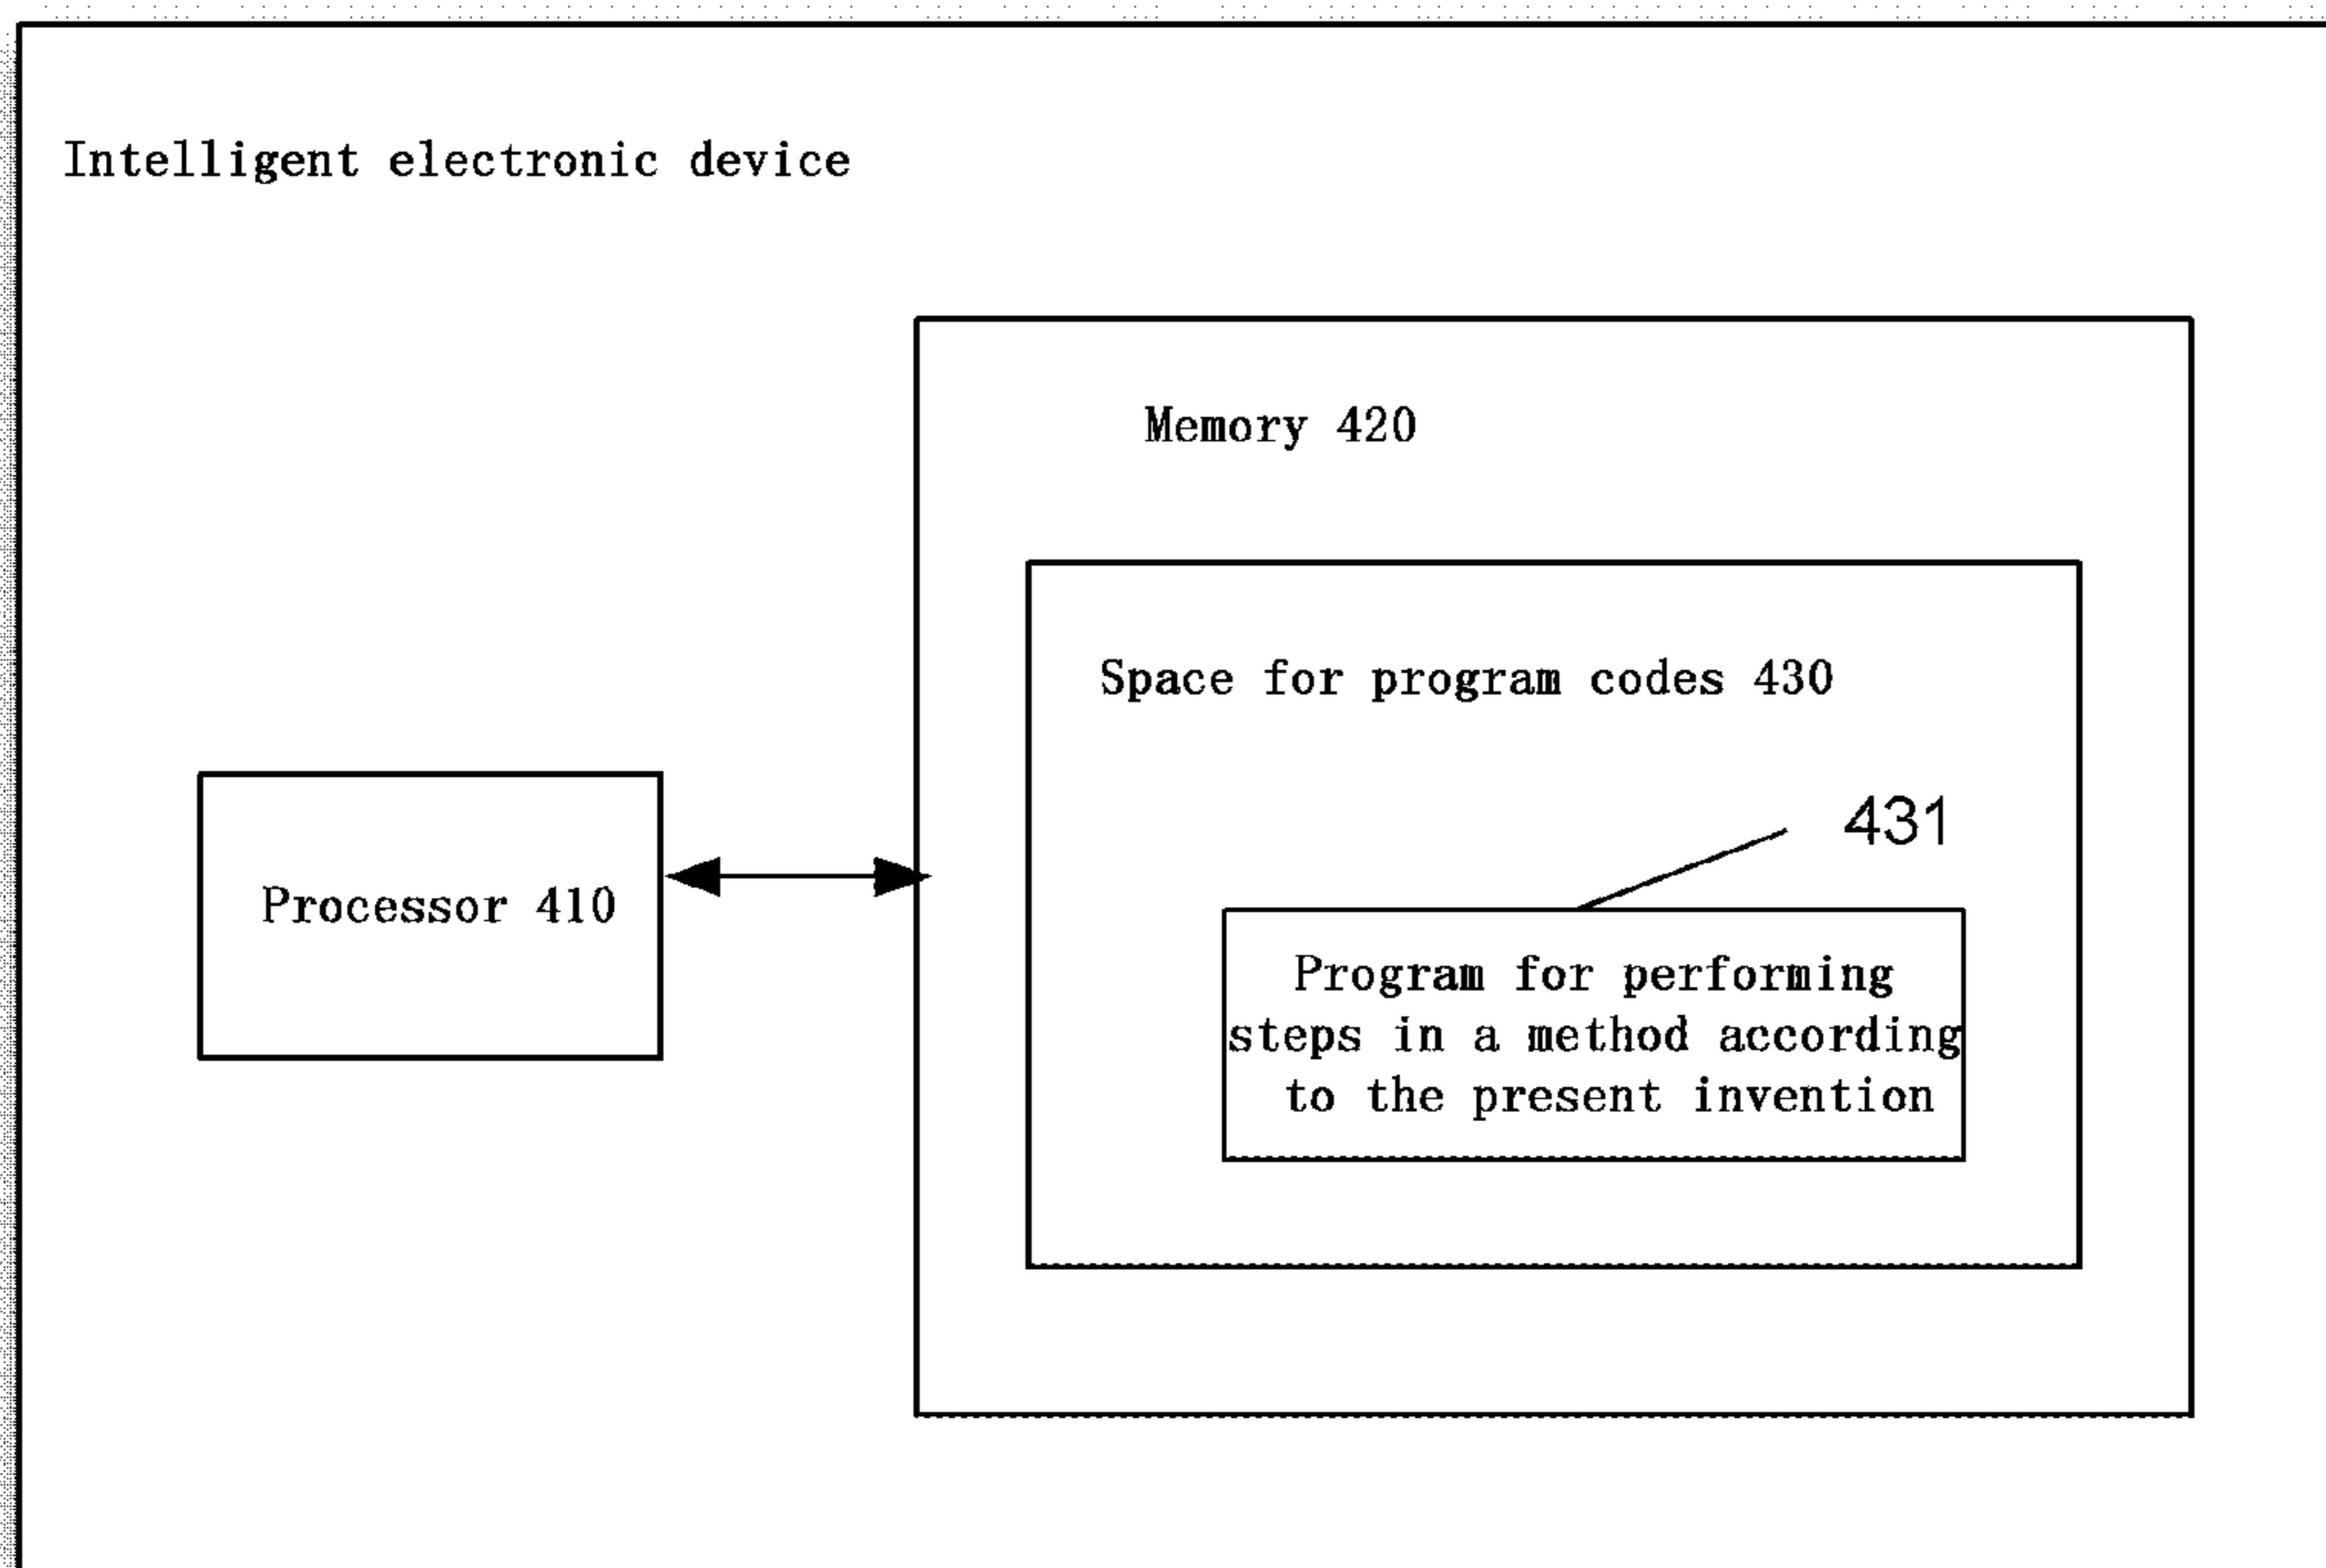 Intelligent electronic device
Memory 420
Space for program codes 430
431
Processor 410
Program for performing
steps in a method according
to the present invention